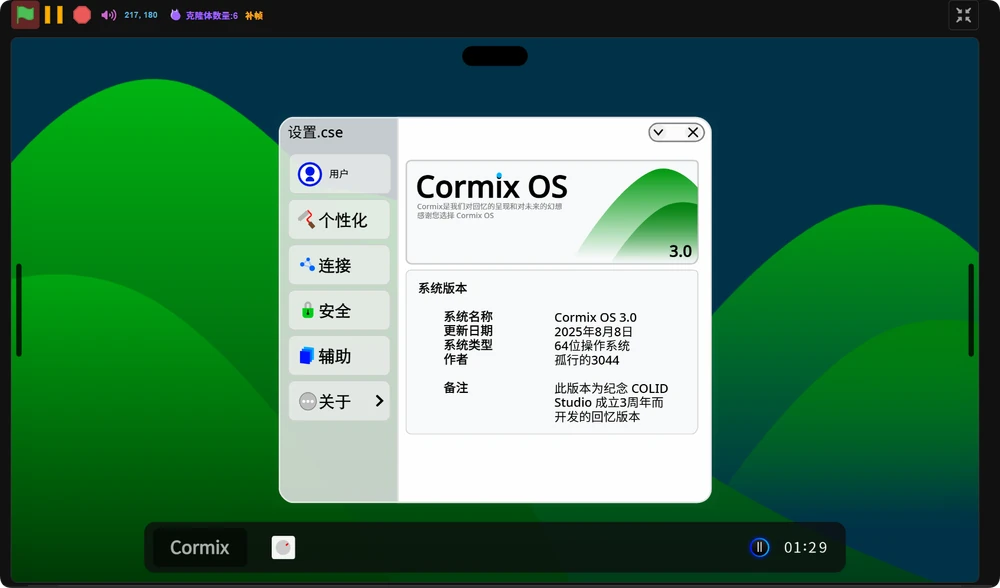 217, 180 克隆体数量:6 补帧
设置.cse
用户
个性化
连接
安全
辅助
关于
Cormix OS
Cormix是我们对回忆的呈现和对未来的幻想
感谢您选择 Cormix OS
3.0
系统版本
系统名称 Cormix OS 3.0
更新日期 2025年8月8日
系统类型 64位操作系统
作者 孤行的3044
备注 此版本为纪念 COLID
Studio 成立3周年而
开发的回忆版本
Cormix
01:29